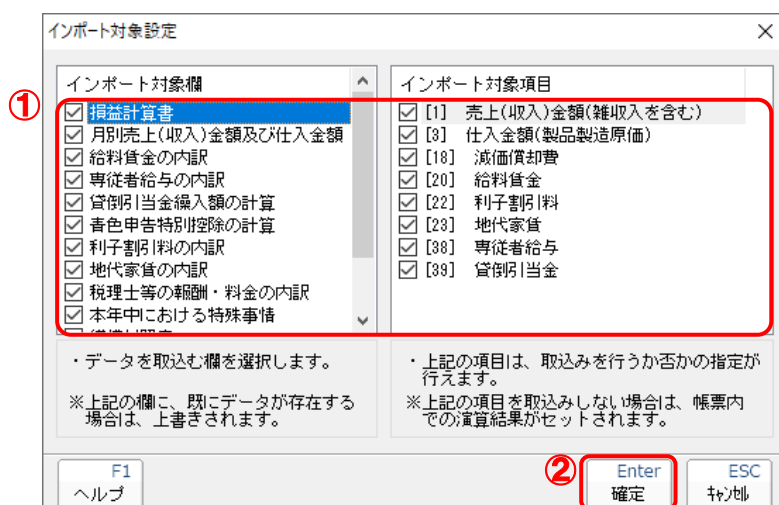 インポート対象設定
インポート対象欄
インポート対象項目
①
損益計算書
月別売上(収入)金額及び仕入金額
給料賃金の内訳
専従者給与の内訳
貸倒引当金繰入額の計算
青色申告特別控除の計算
利子割引料の内訳
地代家賃の内訳
税理士等の報酬・料金の内訳
本年中における特殊事情
[1] 売上(収入)金額(雑収入を含む)
[3] 仕入金額(製品製造原価)
[18] 減価償却費
[20] 給料賃金
[22] 利子割引料
[23] 地代家賃
[38] 専従者給与
[39] 貸倒引当金
・データを取込む欄を選択します。
※上記の欄に、既にデータが存在する
場合は、上書きされます。
・上記の項目は、取込みを行うか否かの指定が
行えます。
※上記の項目を取込みしない場合は、帳票内
での演算結果がセットされます。
F1
ヘルプ
②
Enter
確定
ESC
ｷｬﾝｾﾙ